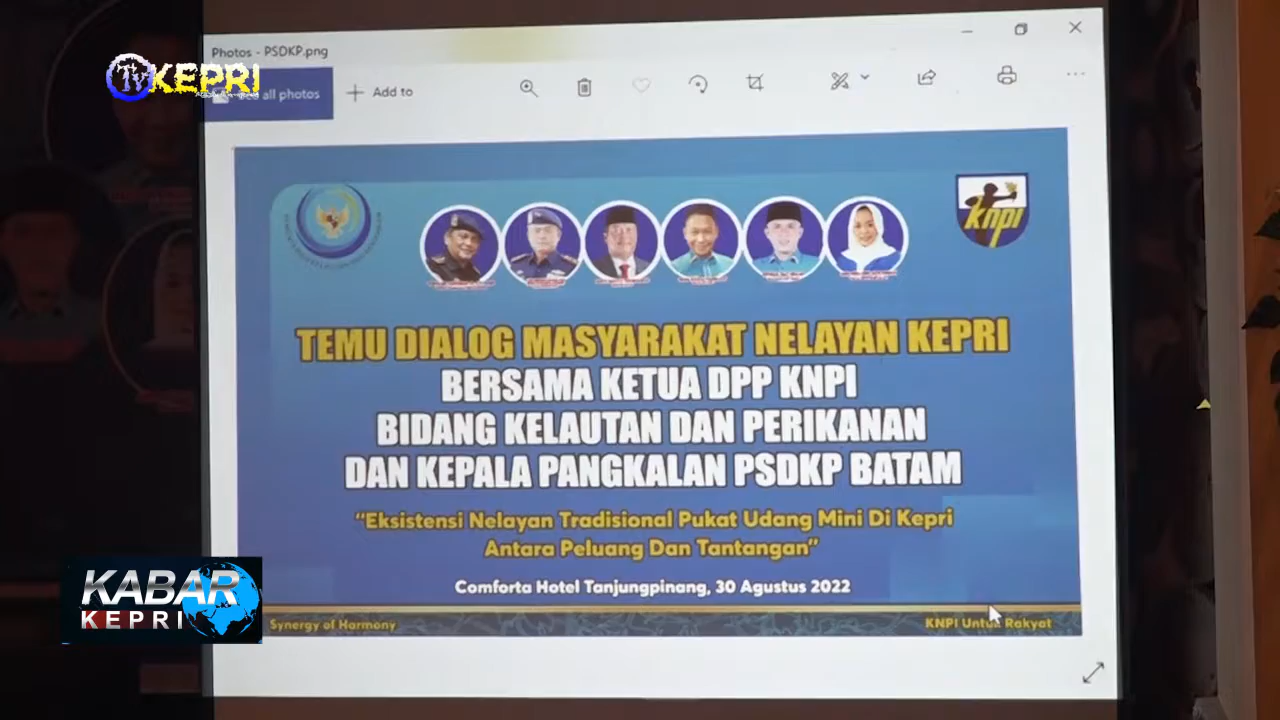 Photos - PSDKP.png
TV KEPRI
all photos
Add to
knpi
TEMU DIALOG MASYARAKAT NELAYAN KEPRI
BERSAMA KETUA DPP KNPI
BIDANG KELAUTAN DAN PERIKANAN
DAN KEPALA PANGKALAN PSDKP BATAM
“Eksistensi Nelayan Tradisional Pukat Udang Mini Di Kepri
Antara Peluang Dan Tantangan”
Comforta Hotel Tanjungpinang, 30 Agustus 2022
Synergy of Harmony
KNPI Untuk Rakyat
KABAR
KEPRI